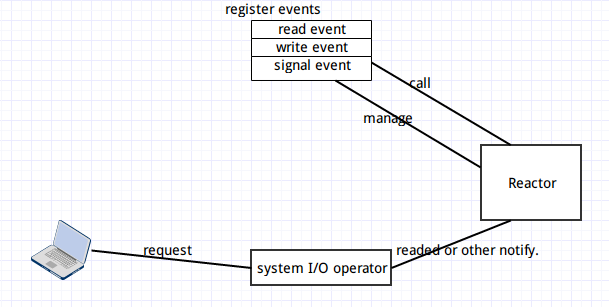 register events
read event
write event
signal event
call
manage
Reactor
request
readed or other notify.
system I/O operator